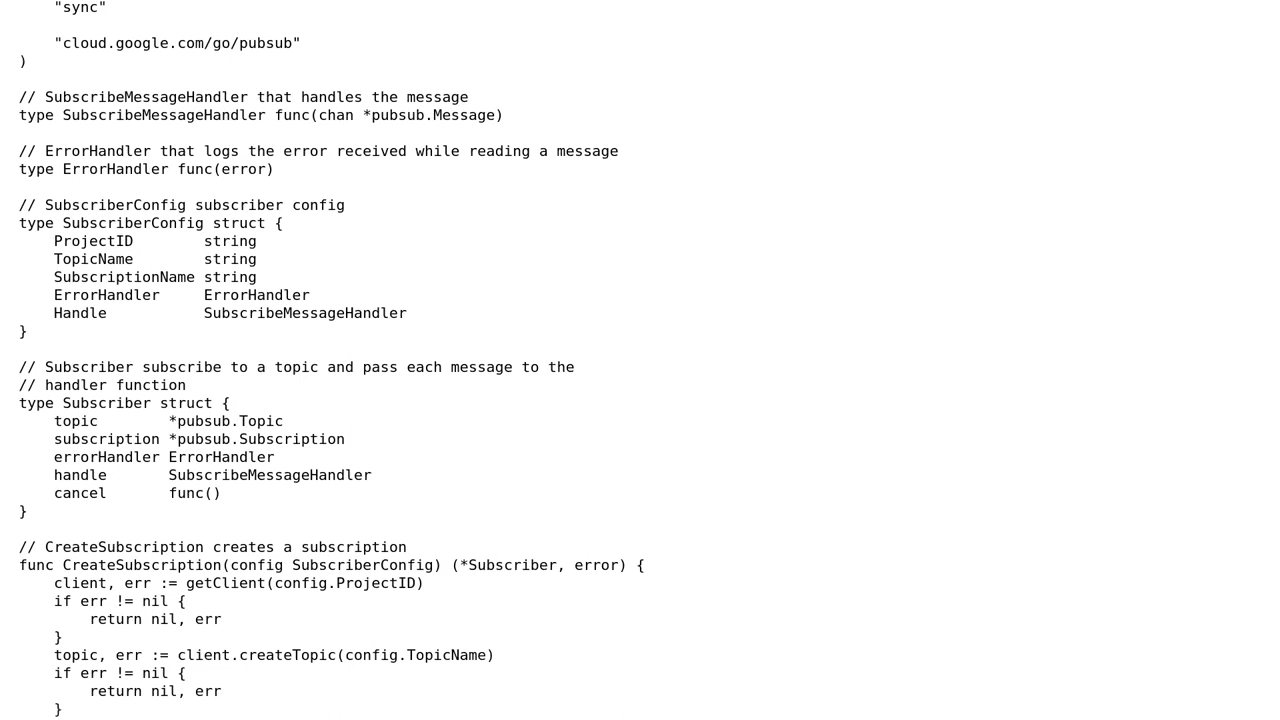 "sync"

    "cloud.google.com/go/pubsub"
)

// SubscribeMessageHandler that handles the message
type SubscribeMessageHandler func(chan *pubsub.Message)

// ErrorHandler that logs the error received while reading a message
type ErrorHandler func(error)

// SubscriberConfig subscriber config
type SubscriberConfig struct {
    ProjectID        string
    TopicName        string
    SubscriptionName string
    ErrorHandler     ErrorHandler
    Handle           SubscribeMessageHandler
}

// Subscriber subscribe to a topic and pass each message to the
// handler function
type Subscriber struct {
    topic        *pubsub.Topic
    subscription *pubsub.Subscription
    errorHandler ErrorHandler
    handle       SubscribeMessageHandler
    cancel       func()
}

// CreateSubscription creates a subscription
func CreateSubscription(config SubscriberConfig) (*Subscriber, error) {
    client, err := getClient(config.ProjectID)
    if err != nil {
        return nil, err
    }
    topic, err := client.createTopic(config.TopicName)
    if err != nil {
        return nil, err
    }